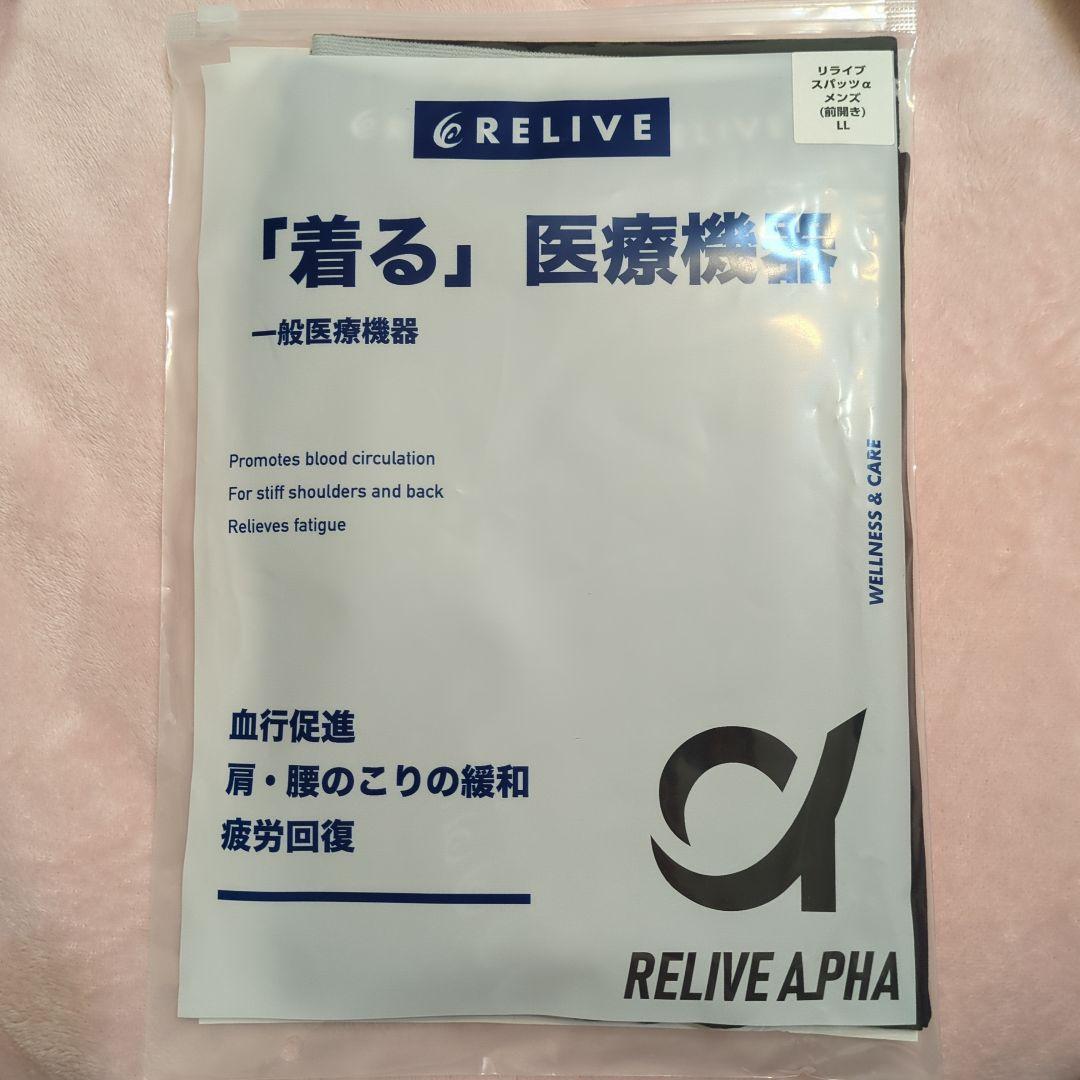 リライブ
スパッツα
メンズ
(前開き)
LL
RELIVE
「着る」医療機器
一般医療機器
Promotes blood circulation
For stiff shoulders and back
Relieves fatigue
WELLNESS & CARE
血行促進
肩・腰のこりの緩和
疲労回復
α
RELIVE ALPHA